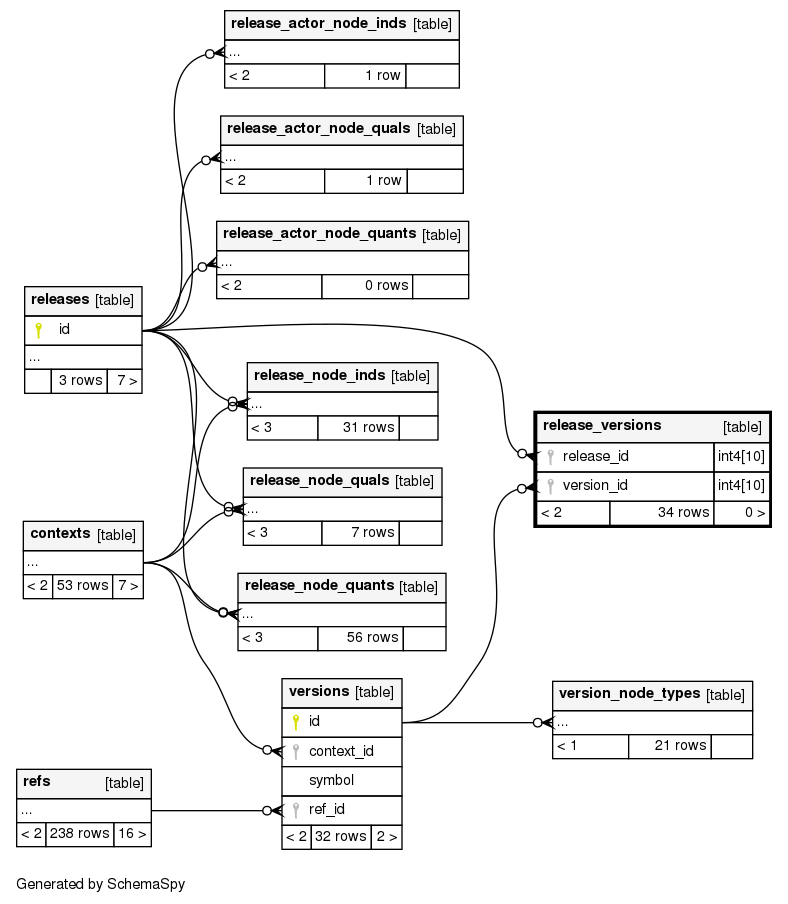 release_actor_node_inds [table]
...
< 2 1 row
release_actor_node_quals [table]
...
< 2 1 row
release_actor_node_quants [table]
...
< 2 0 rows
releases [table]
id
...
3 rows 7 >
release_node_inds [table]
...
< 3 31 rows
release_versions [table]
release_id int4[10]
version_id int4[10]
< 2 34 rows 0 >
release_node_quals [table]
...
< 3 7 rows
contexts [table]
...
< 2 53 rows 7 >
release_node_quants [table]
...
< 3 56 rows
versions [table]
id
context_id
symbol
ref_id
< 2 32 rows 2 >
version_node_types [table]
...
< 1 21 rows
refs [table]
...
< 2 238 rows 16 >
Generated by SchemaSpy